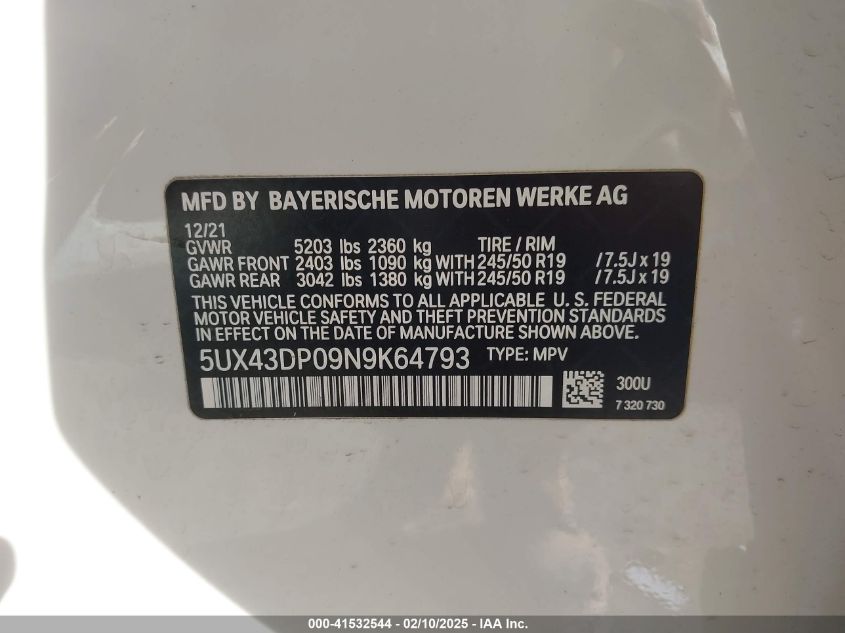 MFD BY BAYERISCHE MOTOREN WERKE AG
12/21
GVWR 5203 lbs 2360 kg TIRE / RIM
GAWR FRONT 2403 lbs 1090 kg WITH 245/50 R19 /7.5J x 19
GAWR REAR 3042 lbs 1380 kg WITH 245/50 R19 /7.5J x 19
THIS VEHICLE CONFORMS TO ALL APPLICABLE U. S. FEDERAL
MOTOR VEHICLE SAFETY AND THEFT PREVENTION STANDARDS
IN EFFECT ON THE DATE OF MANUFACTURE SHOWN ABOVE.
5UX43DP09N9K64793 TYPE: MPV
300U
7 320 730
000-41532544 - 02/10/2025 - IAA Inc.